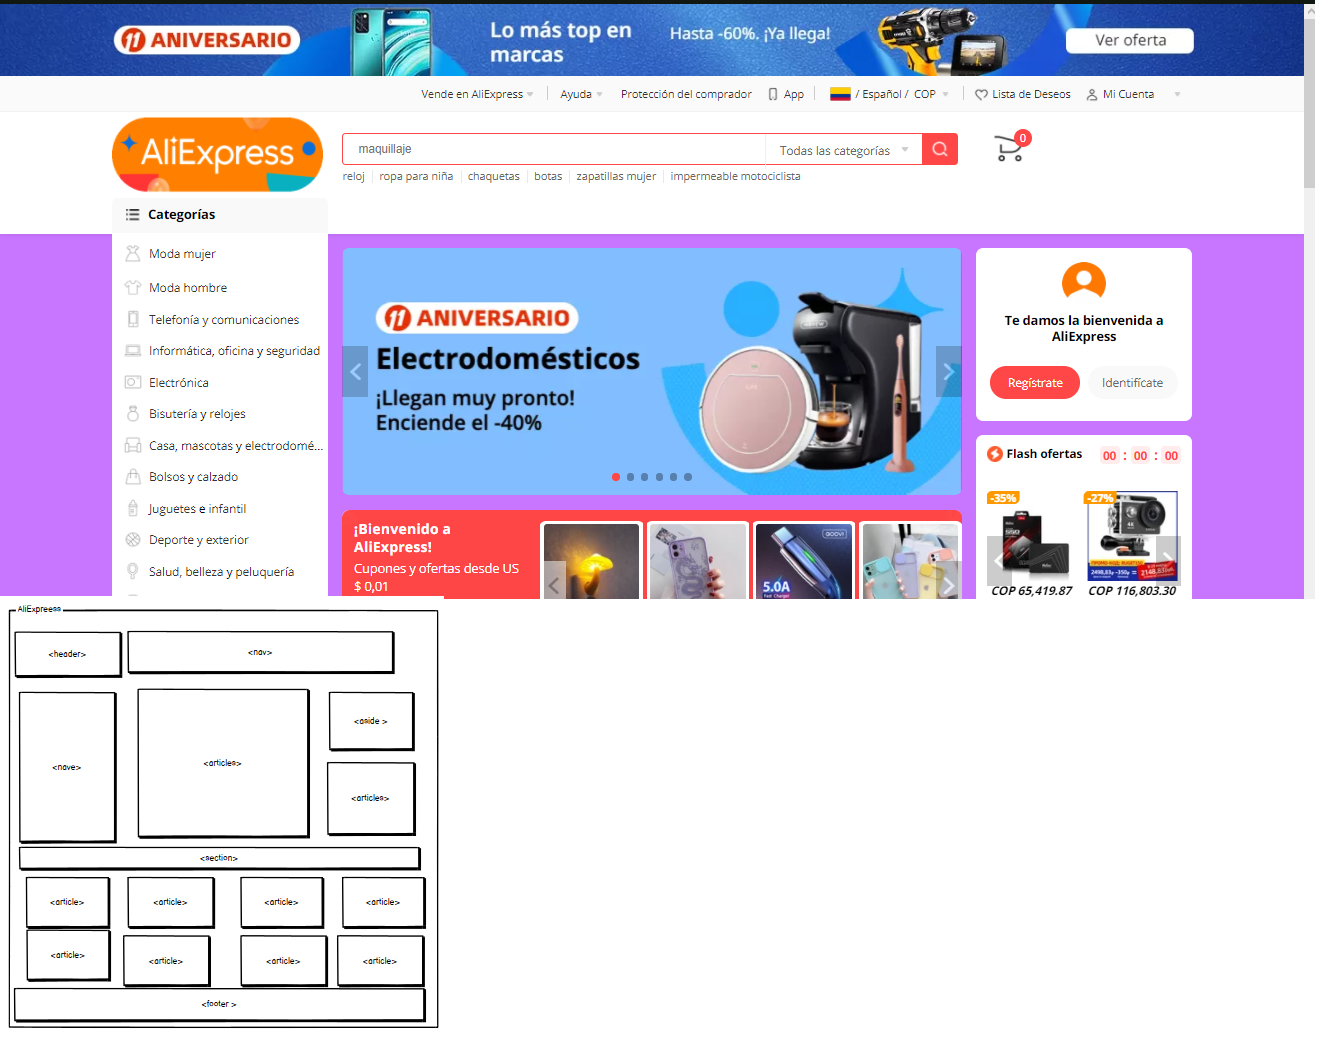 ANIVERSARIO
Lo más top en
marcas
Hasta -60%. ¡Ya llega!
Ver oferta
Vende en AliExpress
Ayuda
Protección del comprador
App
/ Español / COP
Lista de Deseos
Mi Cuenta
AliExpress
maquillaje
Todas las categorías
0
reloj
ropa para niña
chaquetas
botas
zapatillas mujer
impermeable motociclista
Categorías
Moda mujer
Moda hombre
Telefonía y comunicaciones
Informática, oficina y seguridad
Electrónica
Bisutería y relojes
Casa, mascotas y electrodomé...
Bolsos y calzado
Juguetes e infantil
Deporte y exterior
Salud, belleza y peluquería
11 ANIVERSARIO
Electrodomésticos
¡Llegan muy pronto!
Enciende el -40%
Te damos la bienvenida a
AliExpress
Regístrate
Identifícate
Flash ofertas
00 : 00 : 00
-35%
-27%
COP 65,419.87
COP 116,803.30
¡Bienvenido a
AliExpress!
Cupones y ofertas desde US
$ 0,01
5.0A
AliExpreess
<header>
<nav>
<nave>
<articles>
<aside >
<articles>
<section>
<article>
<article>
<article>
<article>
<article>
<article>
<article>
<article>
<footer >